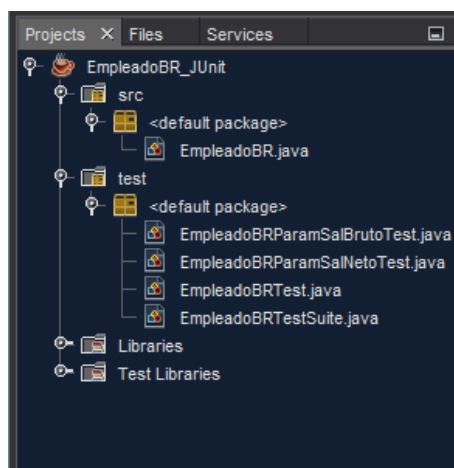 Projects Files Services
EmpleadoBR_JUnit
src
<default package>
EmpleadoBR.java
test
<default package>
EmpleadoBRParamSalBrutoTest.java
EmpleadoBRParamSalNetoTest.java
EmpleadoBRTest.java
EmpleadoBRTestSuite.java
Libraries
Test Libraries